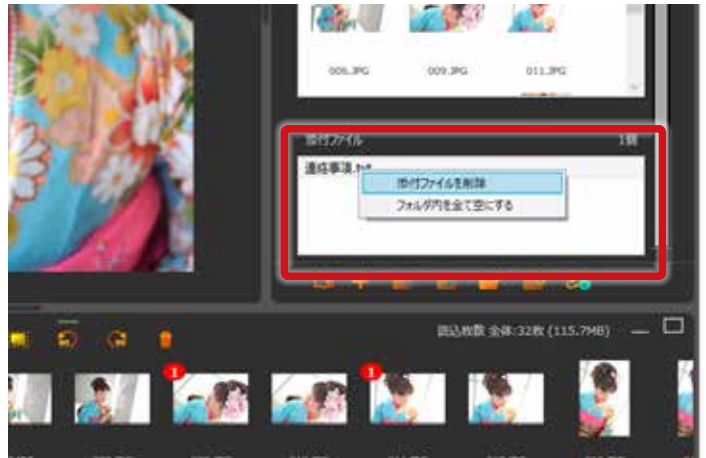 006.JPG 009.JPG 011.JPG
添付ファイル 1個
連絡事項.txt
添付ファイルを削除
フォルダ内を全て空にする
読込枚数 全体:32枚 (115.7MB)
1 1